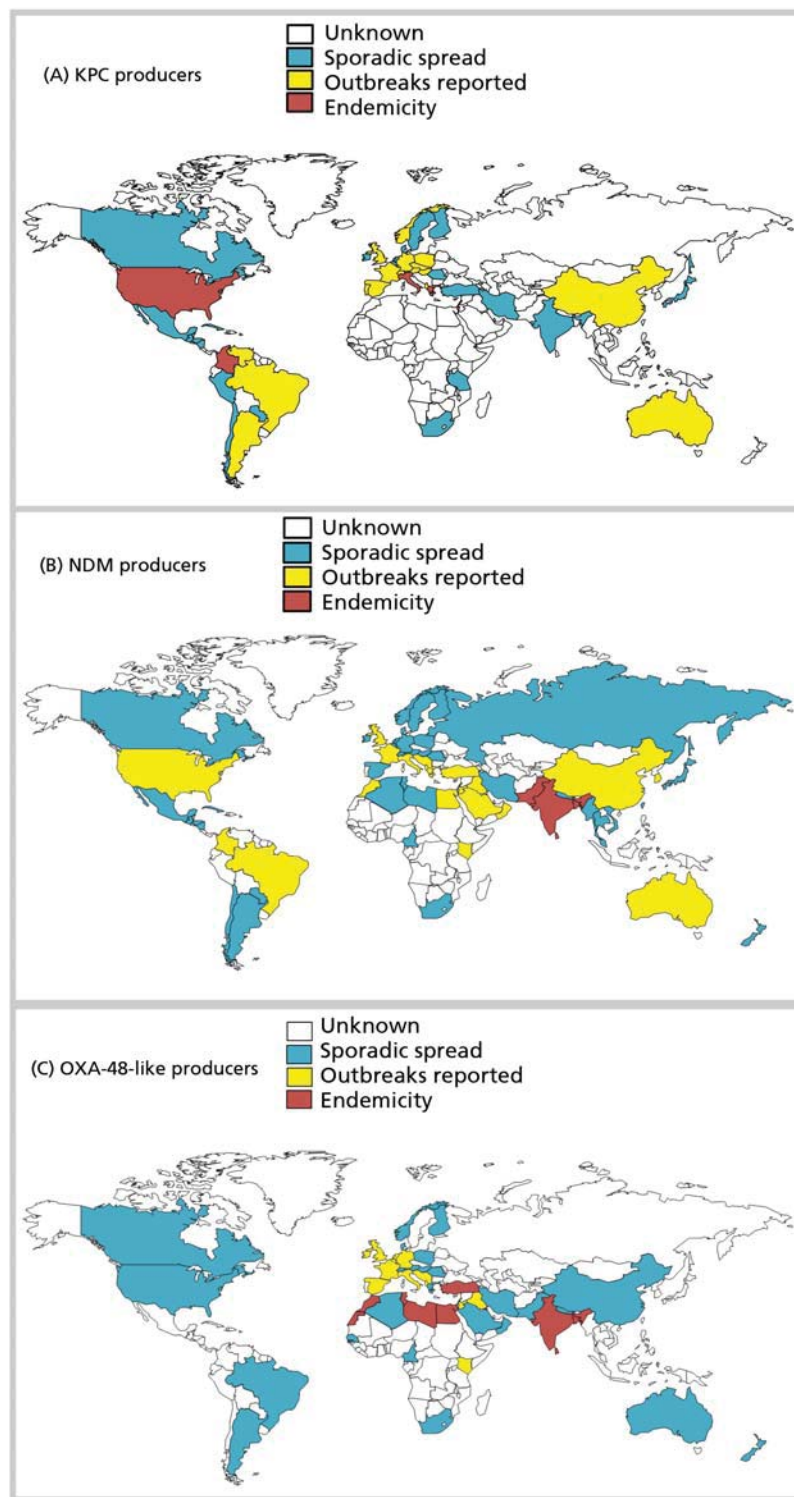 Unknown
Sporadic spread
(A) KPC producers
Outbreaks reported
Endemicity
Unknown
Sporadic spread
(B) NDM producers
Outbreaks reported
Endemicity
Unknown
Sporadic spread
(C) OXA-48-like producers
Outbreaks reported
Endemicity